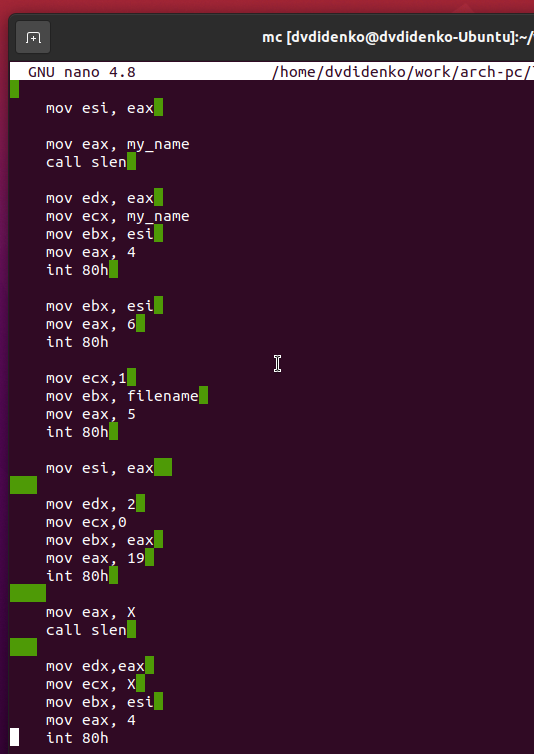 mc [dvdidenko@dvdidenko-Ubuntu]:~/
GNU nano 4.8 /home/dvdidenko/work/arch-pc/
mov esi, eax
mov eax, my_name
call slen
mov edx, eax
mov ecx, my_name
mov ebx, esi
mov eax, 4
int 80h
mov ebx, esi
mov eax, 6
int 80h
mov ecx,1
mov ebx, filename
mov eax, 5
int 80h
mov esi, eax
mov edx, 2
mov ecx,0
mov ebx, eax
mov eax, 19
int 80h
mov eax, X
call slen
mov edx,eax
mov ecx, X
mov ebx, esi
mov eax, 4
int 80h